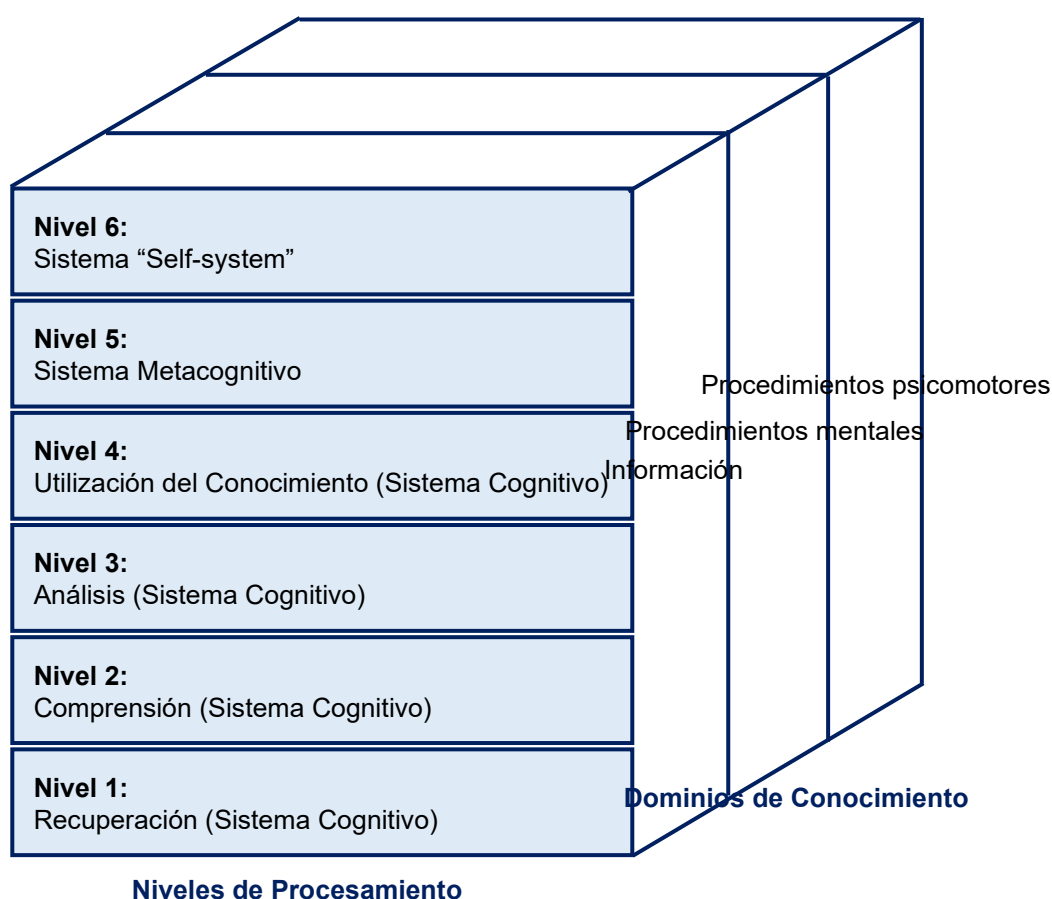 Nivel 6:
Sistema “Self-system”
Nivel 5:
Sistema Metacognitivo
Nivel 4:
Utilización del Conocimiento (Sistema Cognitivo)
Nivel 3:
Análisis (Sistema Cognitivo)
Nivel 2:
Comprensión (Sistema Cognitivo)
Nivel 1:
Recuperación (Sistema Cognitivo)
Procedimientos psicomotores
Procedimientos mentales
Información
Dominios de Conocimiento
Niveles de Procesamiento